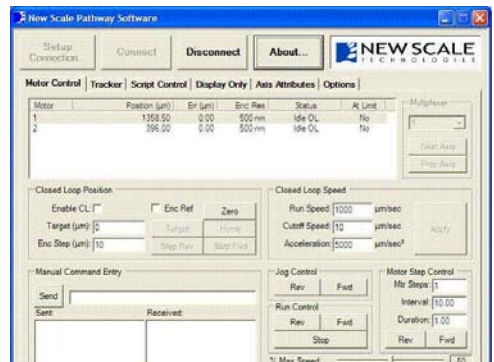 New Scale Pathway Software
Setup Connection...
Connect
Disconnect
About...
NEW SCALE
TECHNOLOGIES
Motor Control Tracker Script Control Display Only Axis Attributes Options
Motor Position (µm) Err (µm) Enc Res Status At Limit
1 1358.50 0.00 500 nm Idle OL No
2 396.00 0.00 500 nm Idle OL No
Multiplexer
1
Next Axis
Prev Axis
Closed Loop Position
Enable CL: Enc Ref Zero
Target (µm): 0 Target Home
Enc Step (µm): 10 Step Rev Step Fwd
Closed Loop Speed
Run Speed: 1000 µm/sec
Cutoff Speed: 10 µm/sec
Acceleration: 5000 µm/sec²
Apply
Manual Command Entry
Send
Sent: Received:
Jog Control
Rev Fwd
Run Control
Rev Fwd
Stop
Motor Step Control
Mtr Steps: 1
Interval: 10.00
Duration: 1.00
Rev Fwd
% Max Speed: 50